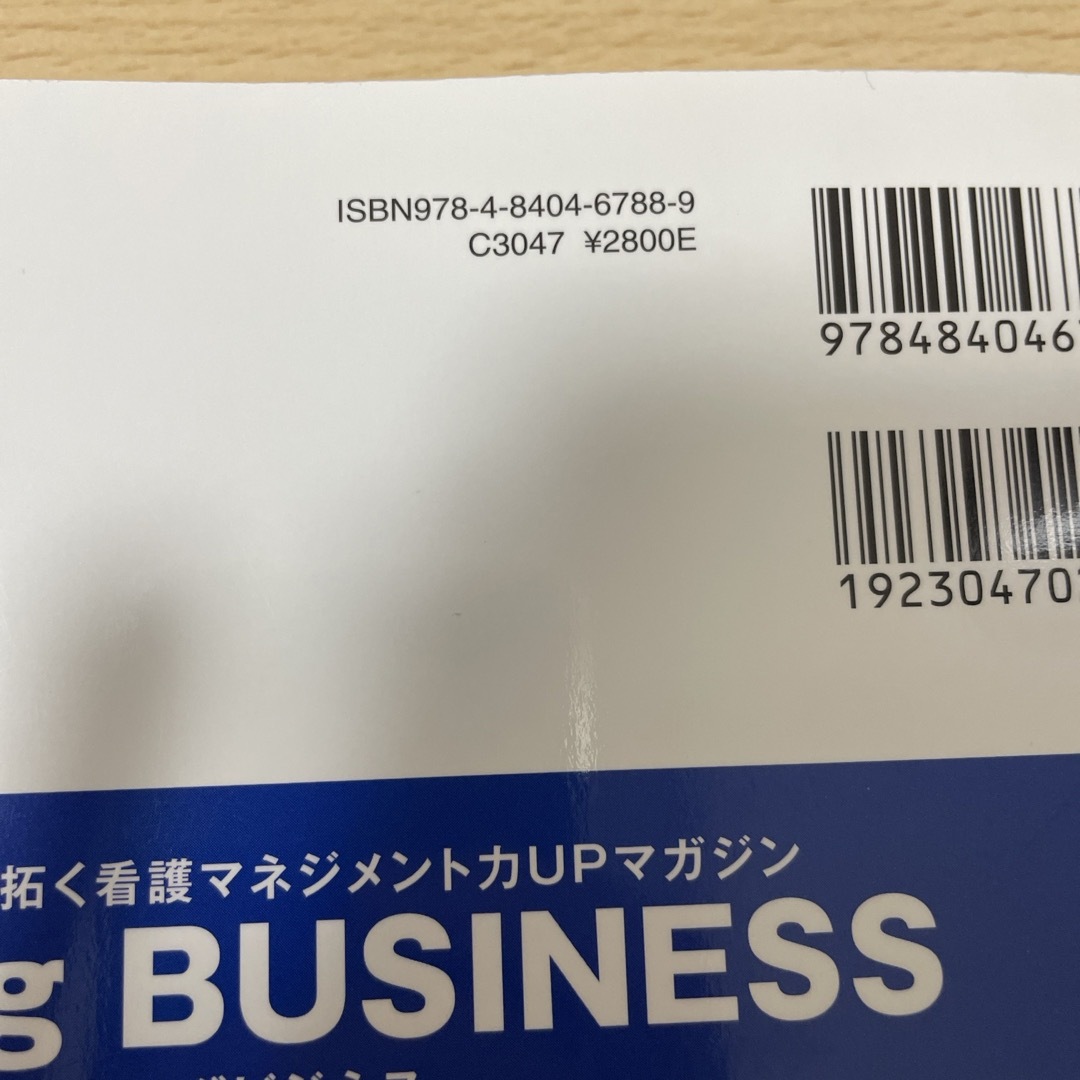 ISBN978-4-8404-6788-9
C3047 ¥2800E
978484046
19230470
拓く看護マネジメント力UPマガジン
g BUSINESS